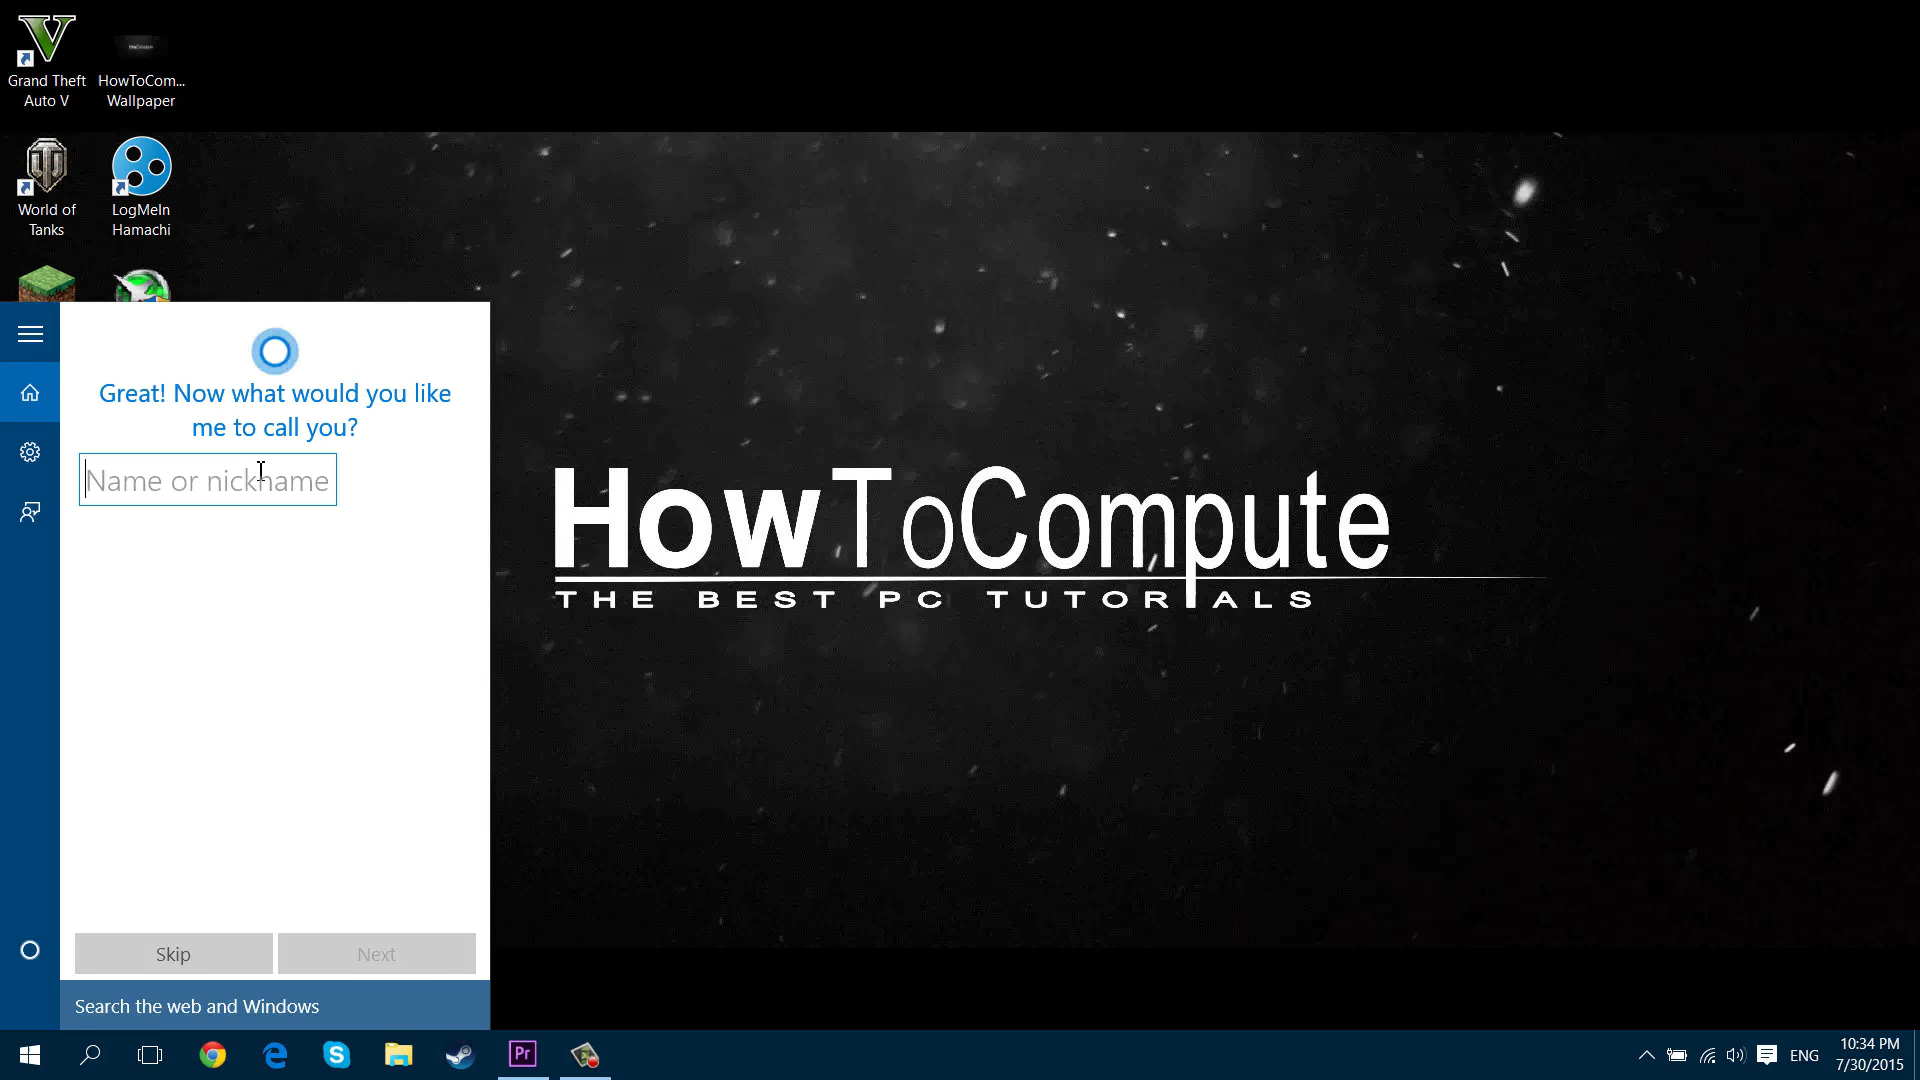 Grand Theft
Auto V
HowToCom...
Wallpaper
World of
Tanks
LogMeIn
Hamachi
Great! Now what would you like
me to call you?
Name or nickname
Skip
Next
Search the web and Windows
HowToCompute
THE BEST PC TUTORIALS
Pr
ENG
10:34 PM
7/30/2015